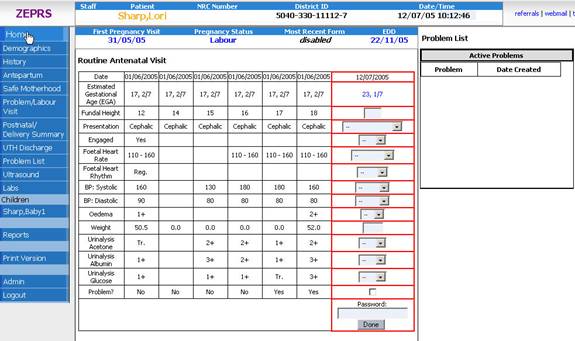 ZEPRS
Staff Patient NRC Number District ID Date/Time
Sharp,Lori 5040-330-11112-7 12/07/05 10:12:46
referrals | webmail |
First Pregnancy Visit Pregnancy Status Most Recent Form EDD
31/05/05 Labour disabled 22/11/05
Home
Demographics
History
Antepartum
Safe Motherhood
Problem/Labour
Visit
Postnatal/
Delivery Summary
UTH Discharge
Problem List
Ultrasound
Labs
Children
Sharp,Baby1
Reports
Print Version
Admin
Logout
Routine Antenatal Visit
Date 01/06/2005 01/06/2005 01/06/2005 01/06/2005 01/06/2005 01/06/2005 12/07/2005
Estimated
Gestational
Age (EGA)
17, 2/7 17, 2/7 17, 2/7 17, 2/7 17, 2/7 17, 2/7 23, 1/7
Fundal Height 12 14 15 16 17 18
Presentation Cephalic Cephalic Cephalic Cephalic Cephalic Cephalic --
Engaged Yes --
Foetal Heart
Rate
110 - 160 110 - 160 110 - 160 110 - 160 --
Foetal Heart
Rhythm
Reg. --
BP: Systolic 160 130 180 180 160 --
BP: Diastolic 90 80 80 80 80 --
Oedema 1+ 2+ --
Weight 50.5 0.0 0.0 0.0 52.0
Urinalysis
Acetone
Tr. 2+ 2+ 1+ 2+ --
Urinalysis
Albumin
1+ 3+ 2+ 1+ 3+ --
Urinalysis
Glucose
1+ 1+ 1+ Tr. 3+ --
Problem? No No No No Yes Yes
Password:
Done
Problem List
Active Problems
Problem Date Created